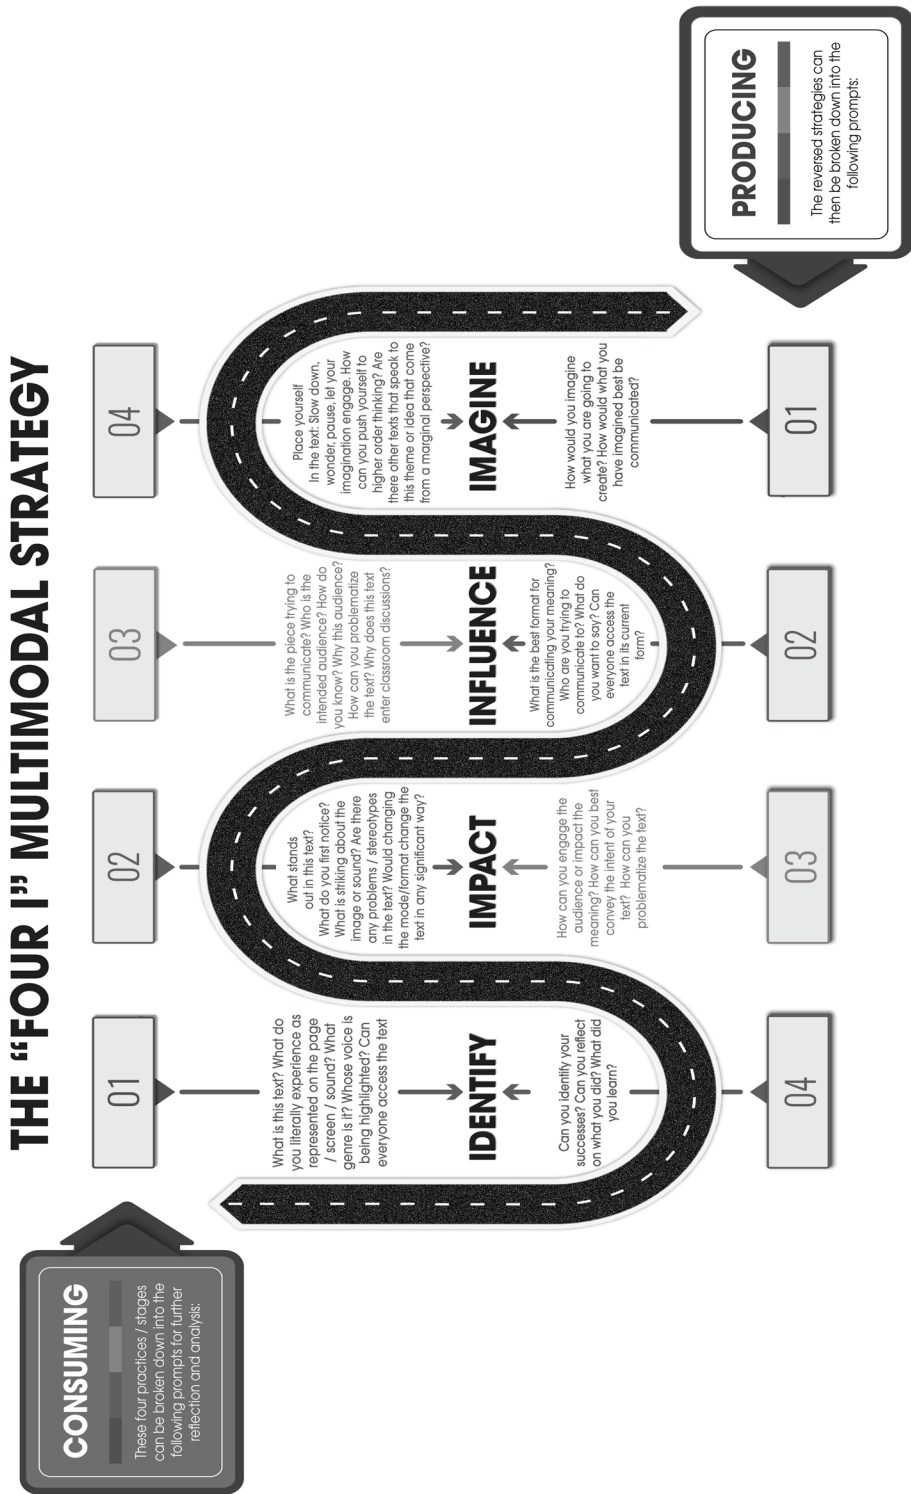 THE “FOUR I” MULTIMODAL STRATEGY
CONSUMING
These four practices / stages
can be broken down into the
following prompts for further
reflection and analysis:
01
What is this text? What do
you literally experience as
represented on the page
/ screen / sound? What
genre is it? Whose voice is
being highlighted? Can
everyone access the text
02
What stands
out in this text?
What do you first notice?
What is striking about the
image or sound? Are there
any problems / stereotypes
in the text? Would changing
the mode/format change the
text in any significant way?
03
What is the piece trying to
communicate? Who is the
intended audience? How do
you know? Why this audience?
How can you problematize
the text? Why does this text
enter classroom discussions?
04
Place yourself
In the text: Slow down,
wonder, pause, let your
imagination engage. How
can you push yourself to
higher order thinking? Are
there other texts that speak to
this theme or idea that come
from a marginal perspective?
IDENTIFY
IMPACT
INFLUENCE
IMAGINE
Can you identify your
successes? Can you reflect
on what you did? What did
you learn?
04
How can you engage the
audience or impact the
meaning? How can you best
convey the intent of your
text? How can you
problematize the text?
03
What is the best format for
communicating your meaning?
Who are you trying to
communicate to? What do
you want to say? Can
everyone access the
text in its current
form?
02
How would you imagine
what you are going to
create? How would what you
have imagined best be
communicated?
01
PRODUCING
The reversed strategies can
then be broken down into the
following prompts: